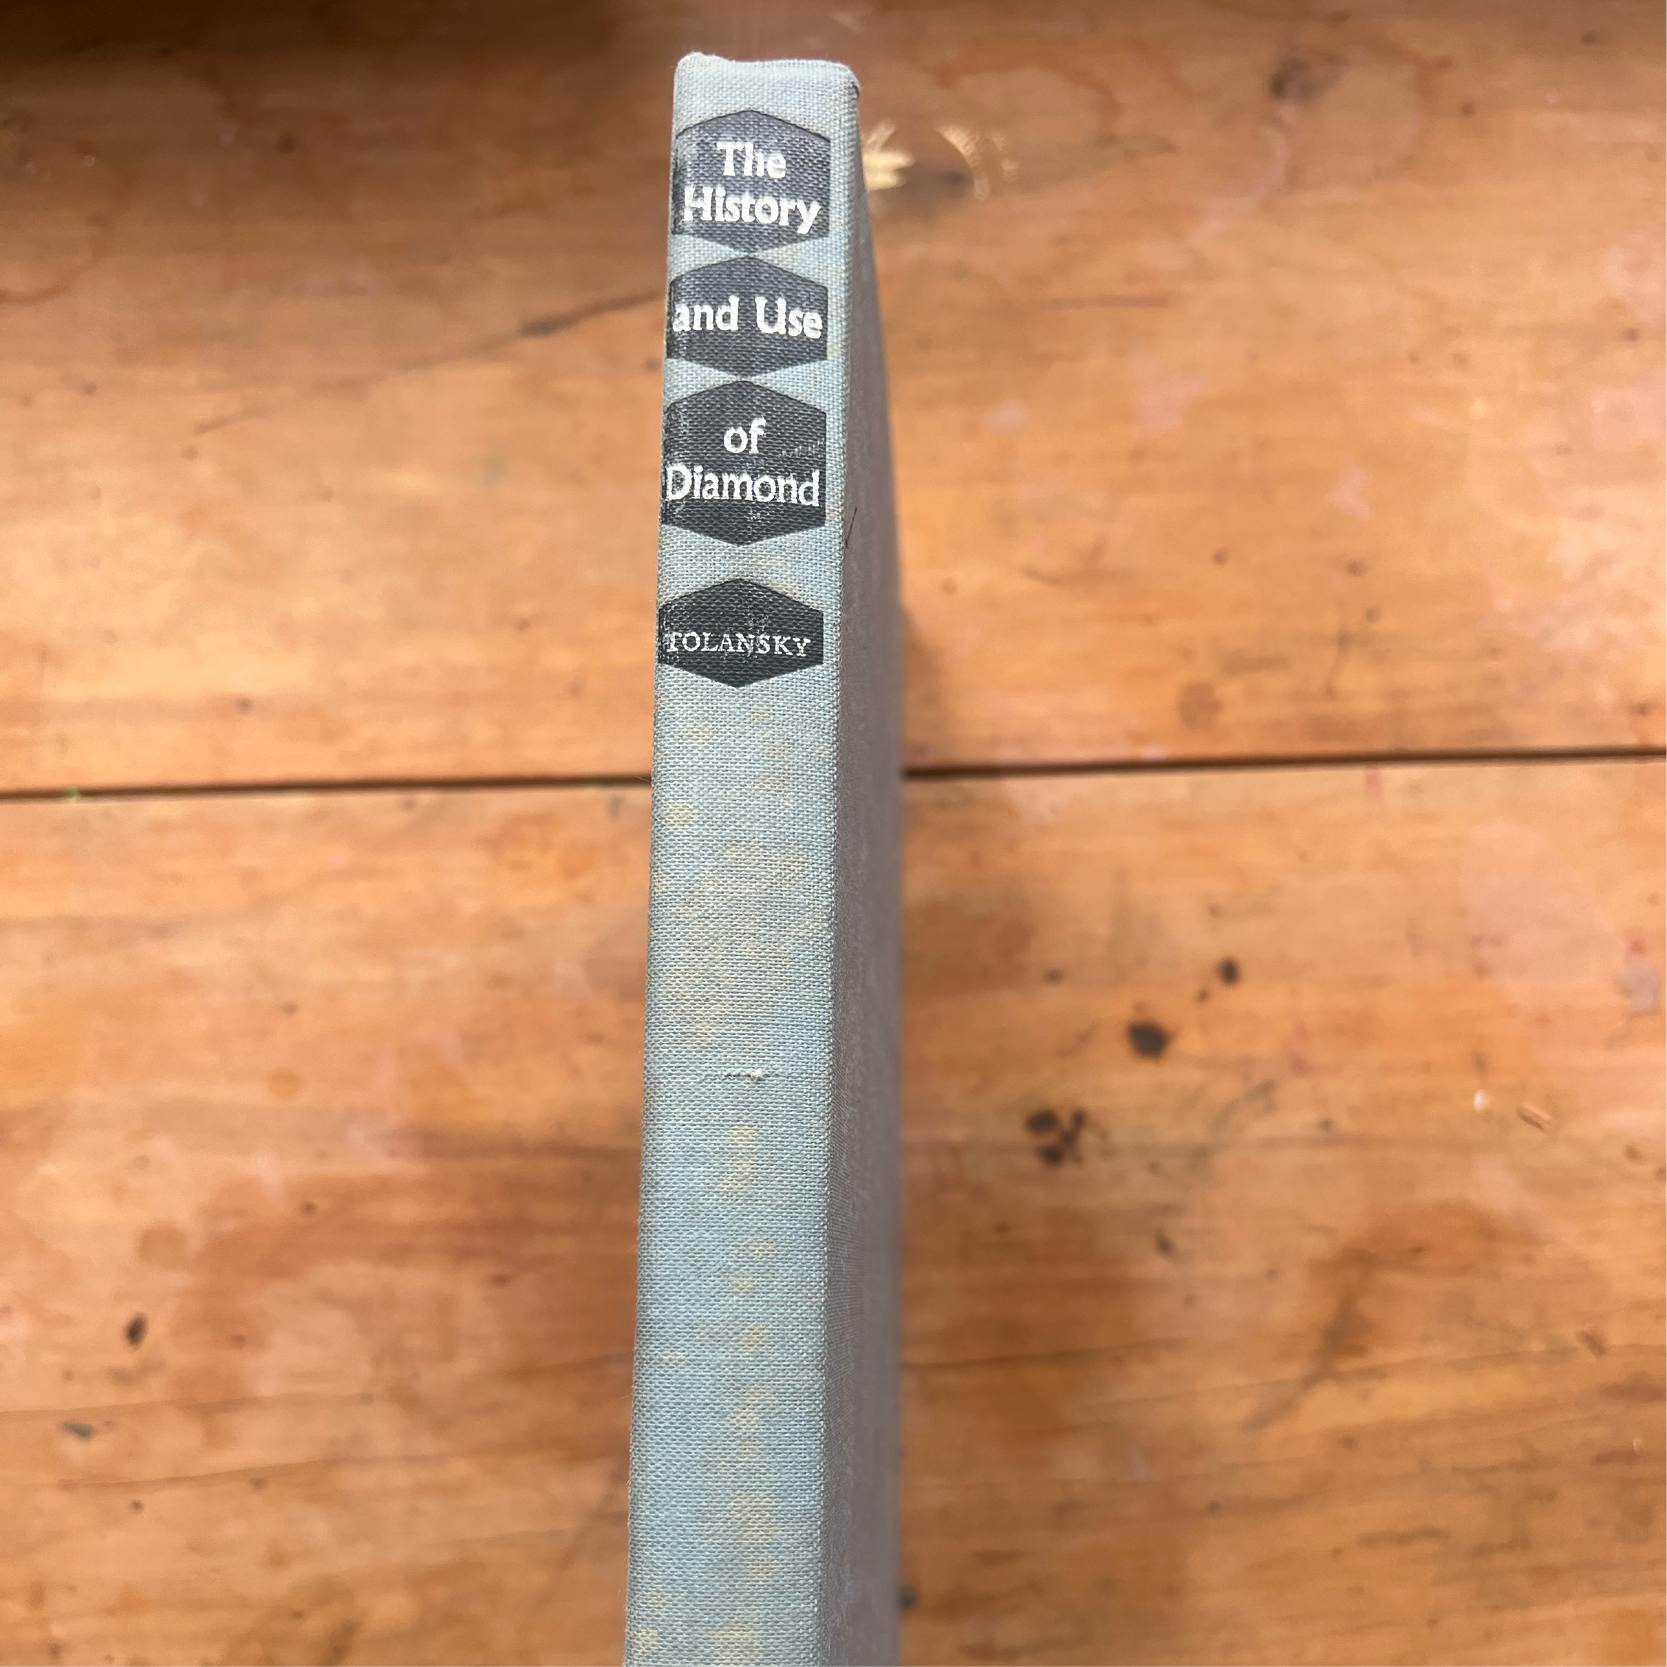 The
History
and Use
of
Diamond
TOLANSKY